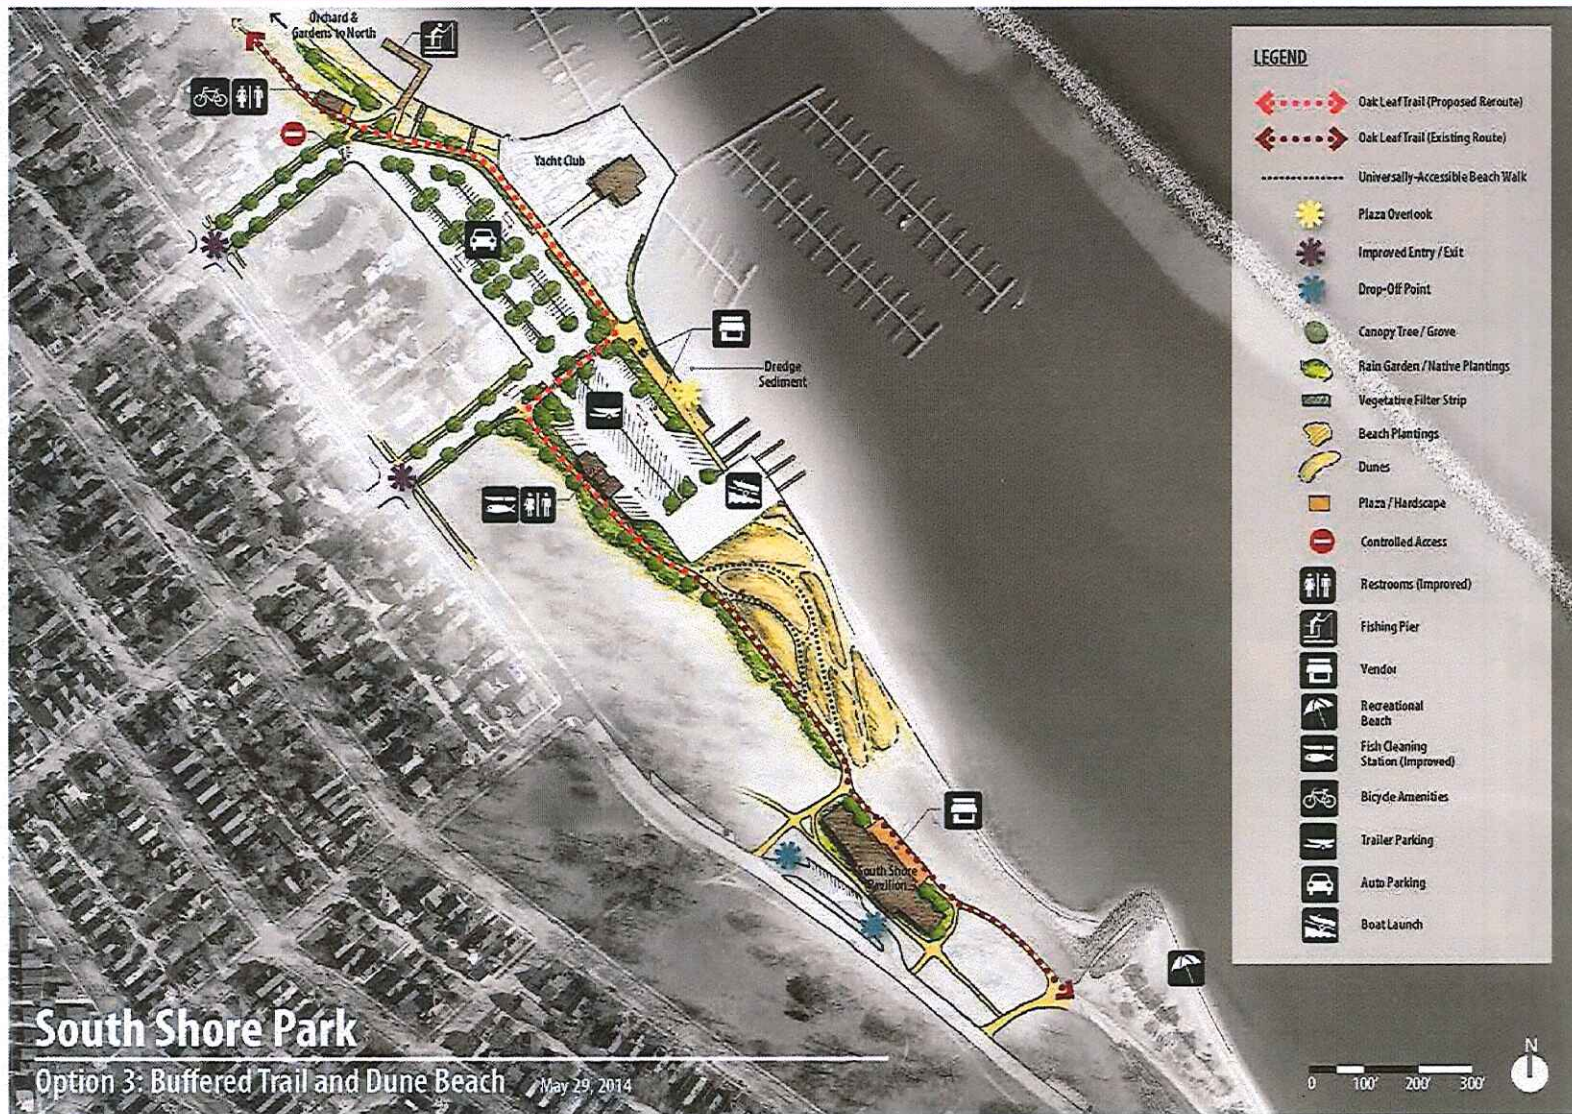 Orchard &
Gardens to North
Yacht Club
Dredge
Sediment
South Shore
Pavilion
South Shore Park
Option 3: Buffered Trail and Dune Beach May 29, 2014
LEGEND
Oak Leaf Trail (Proposed Reroute)
Oak Leaf Trail (Existing Route)
Universally-Accessible Beach Walk
Plaza Overlook
Improved Entry / Exit
Drop-Off Point
Canopy Tree / Grove
Rain Garden / Native Plantings
Vegetative Filter Strip
Beach Plantings
Dunes
Plaza / Hardscape
Controlled Access
Restrooms (Improved)
Fishing Pier
Vendor
Recreational
Beach
Fish Cleaning
Station (Improved)
Bicycle Amenities
Trailer Parking
Auto Parking
Boat Launch
N
0 100' 200' 300'